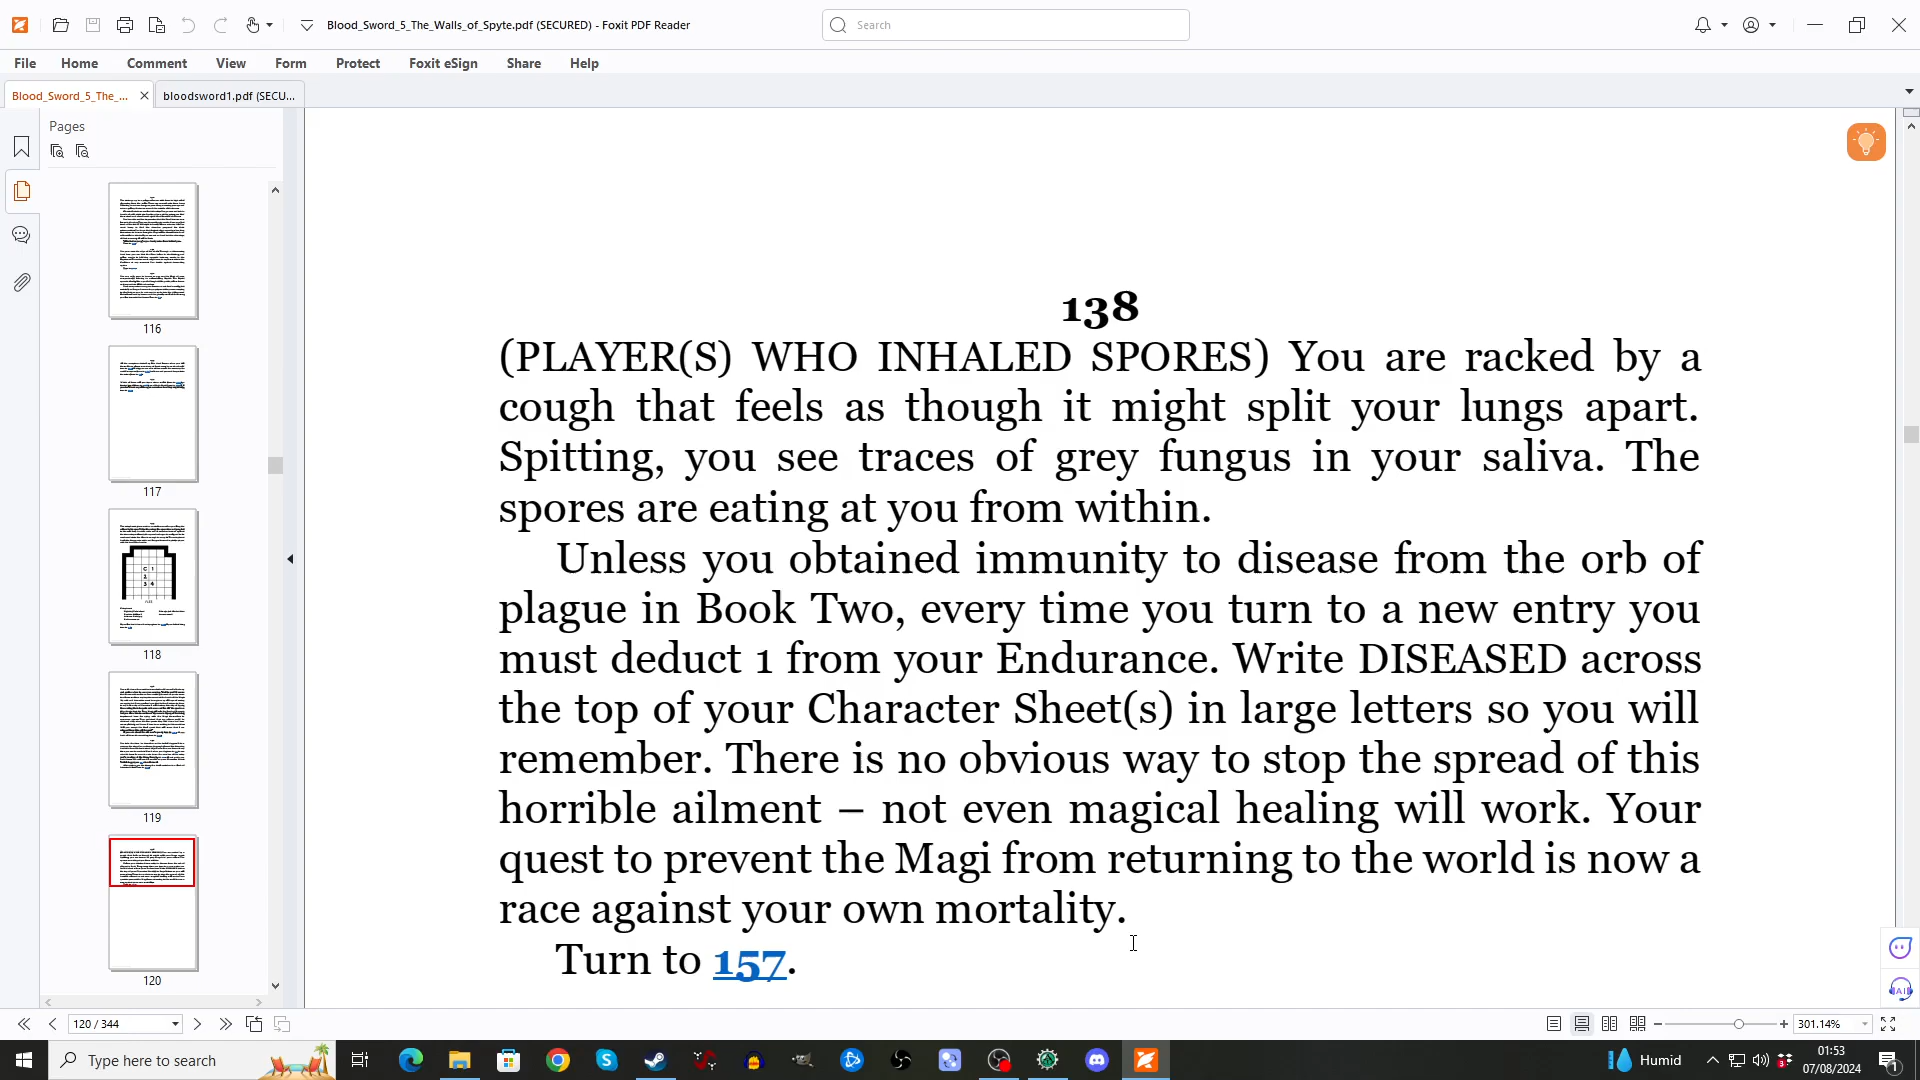 Blood_Sword_5_The_Walls_of_Spyte.pdf (SECURED) - Foxit PDF Reader
Search
File Home Comment View Form Protect Foxit eSign Share Help
Blood_Sword_5_The_... bloodsword1.pdf (SECU...
Pages
116
117
118
119
120
138
(PLAYER(S) WHO INHALED SPORES) You are racked by a
cough that feels as though it might split your lungs apart.
Spitting, you see traces of grey fungus in your saliva. The
spores are eating at you from within.
Unless you obtained immunity to disease from the orb of
plague in Book Two, every time you turn to a new entry you
must deduct 1 from your Endurance. Write DISEASED across
the top of your Character Sheet(s) in large letters so you will
remember. There is no obvious way to stop the spread of this
horrible ailment – not even magical healing will work. Your
quest to prevent the Magi from returning to the world is now a
race against your own mortality.
Turn to 157.
AI
120 / 344
301.14%
Type here to search
Humid
01:53
07/08/2024
1